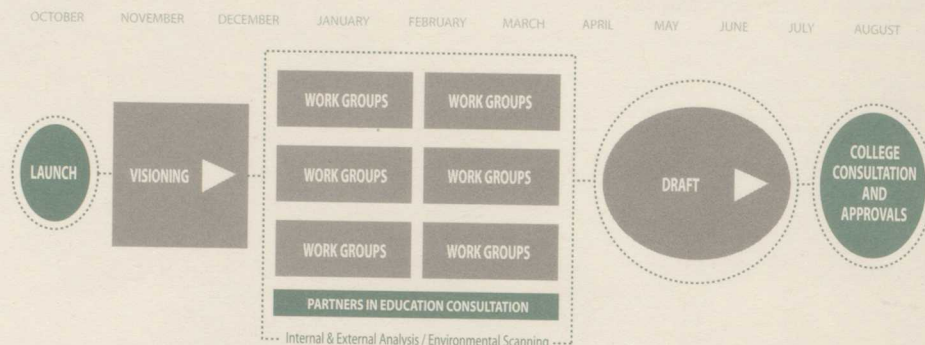 OCTOBER NOVEMBER DECEMBER JANUARY FEBRUARY MARCH APRIL MAY JUNE JULY AUGUST
LAUNCH
VISIONING
WORK GROUPS WORK GROUPS
WORK GROUPS WORK GROUPS
WORK GROUPS WORK GROUPS
PARTNERS IN EDUCATION CONSULTATION
Internal & External Analysis / Environmental Scanning
DRAFT
COLLEGE
CONSULTATION
AND
APPROVALS